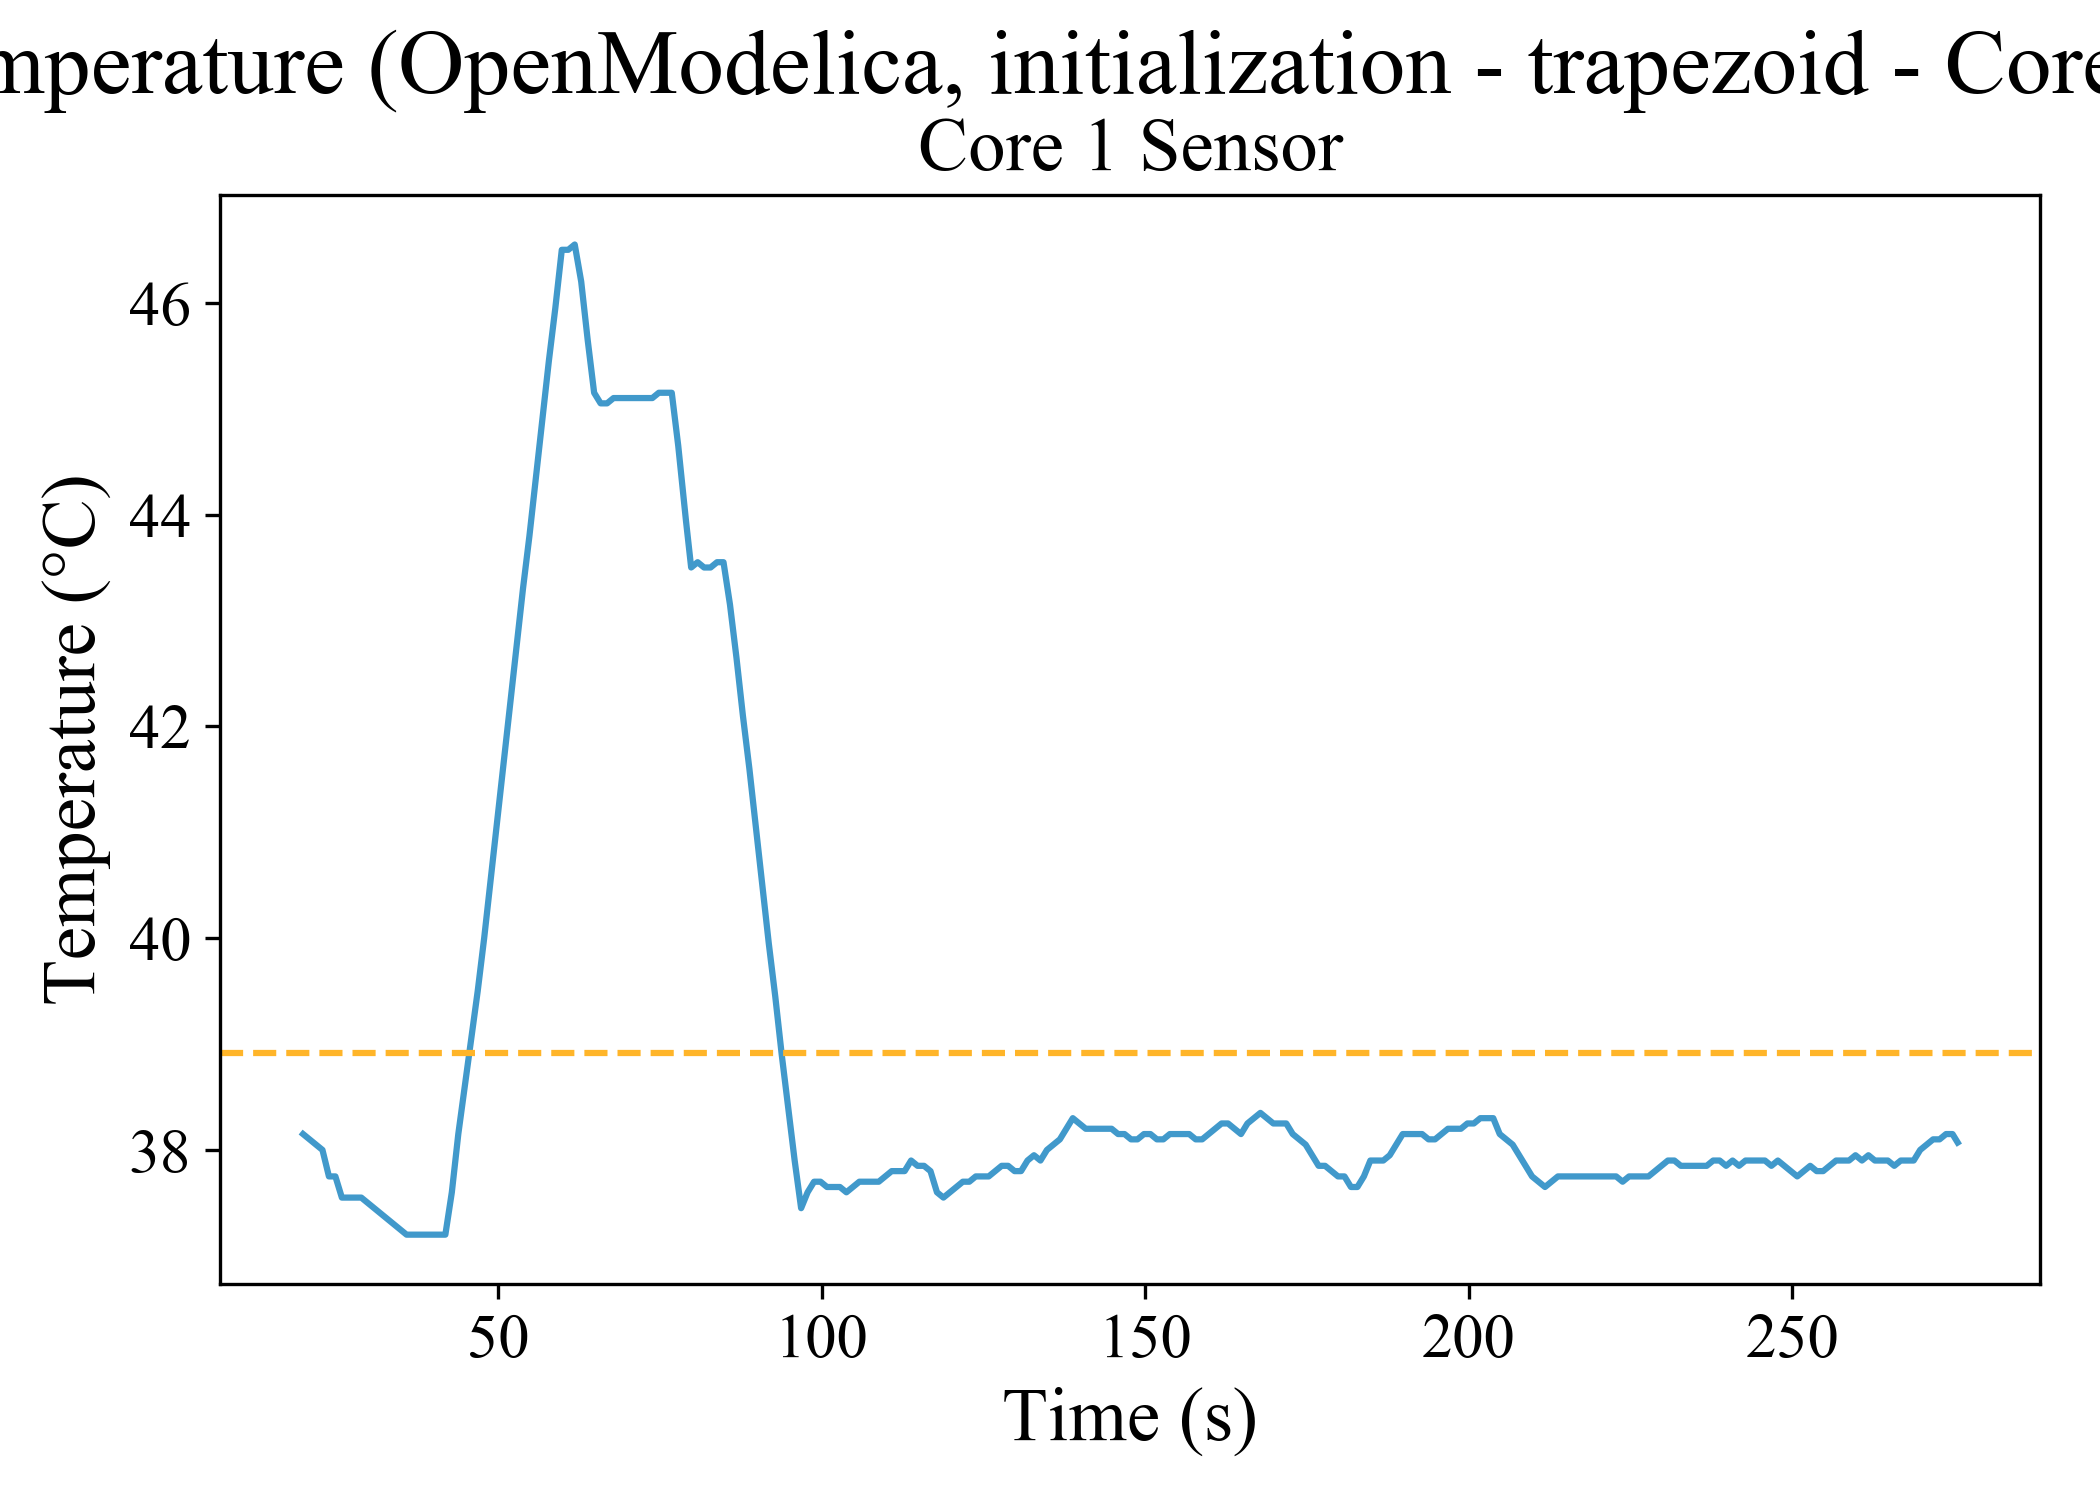 mperature (OpenModelica, initialization - trapezoid - Core
Core 1 Sensor
46
44
42
40
38
Temperature (°C)
50 100 150 200 250
Time (s)